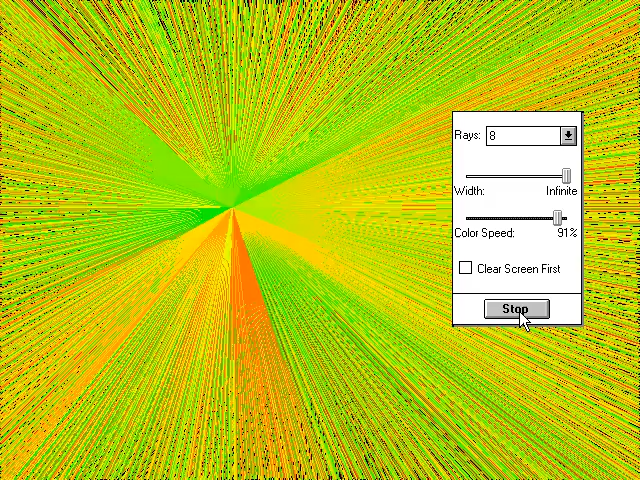 Rays: 8
Width: Infinite
Color Speed: 91%
Clear Screen First
Stop